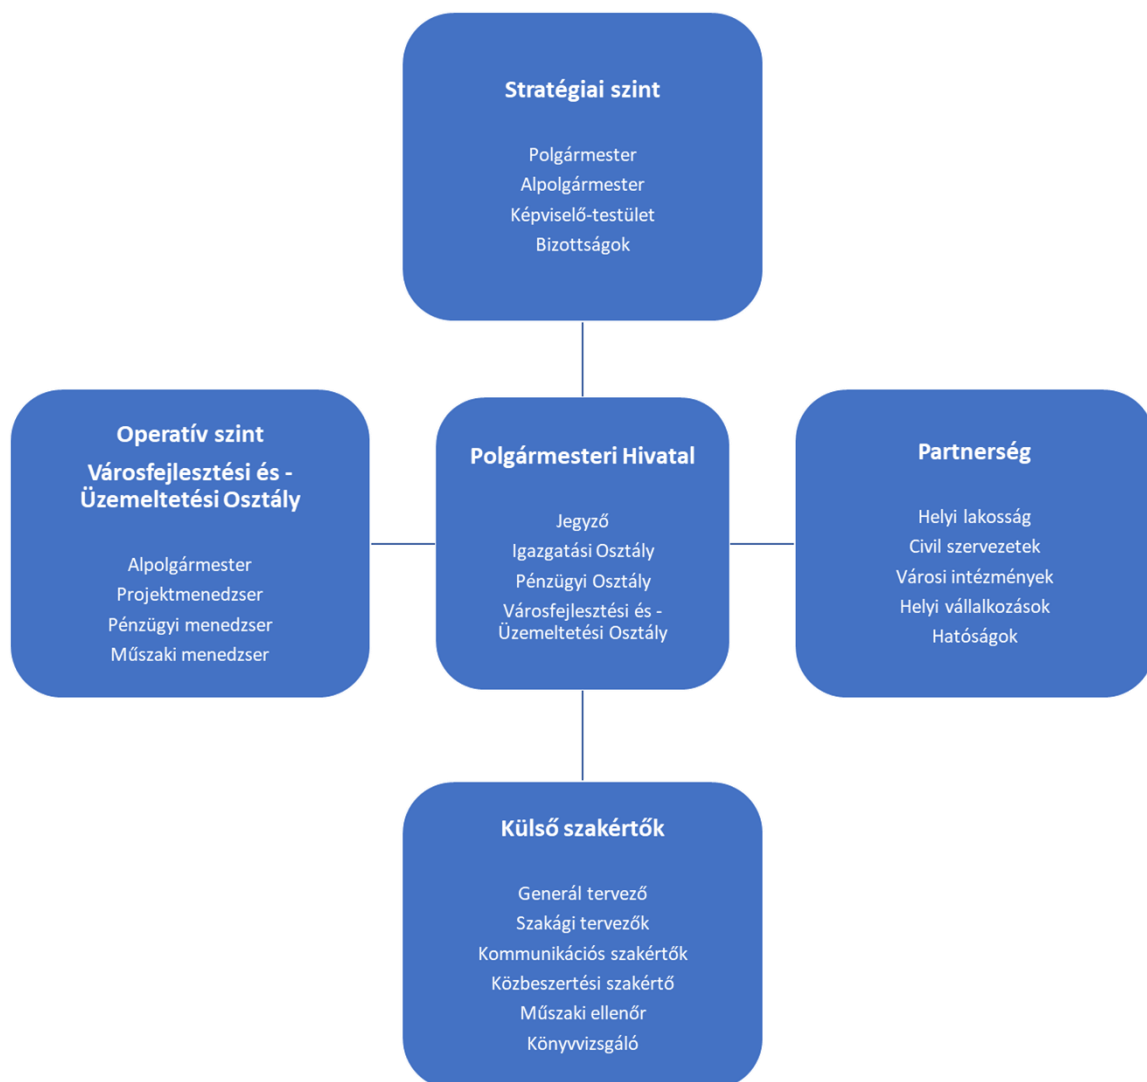 Stratégiai szint
Polgármester
Alpolgármester
Képviselő-testület
Bizottságok
Operatív szint
Városfejlesztési és -
Üzemeltetési Osztály
Alpolgármester
Projektmenedzser
Pénzügyi menedzser
Műszaki menedzser
Polgármesteri Hivatal
Jegyző
Igazgatási Osztály
Pénzügyi Osztály
Városfejlesztési és -
Üzemeltetési Osztály
Partnerség
Helyi lakosság
Civil szervezetek
Városi intézmények
Helyi vállalkozások
Hatóságok
Külső szakértők
Generál tervező
Szakági tervezők
Kommunikációs szakértők
Közbeszertési szakértő
Műszaki ellenőr
Könyvvizsgáló